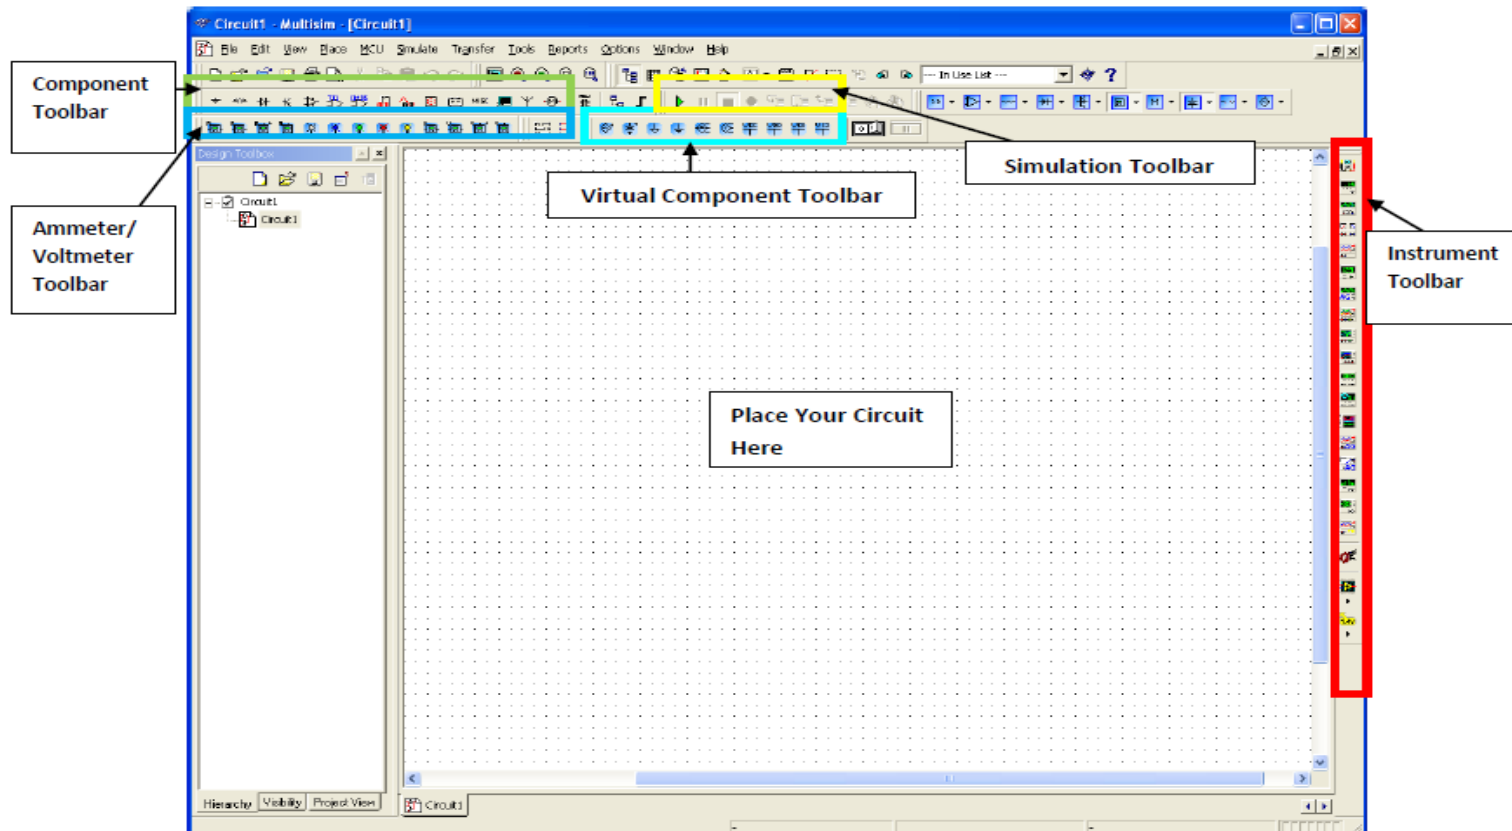 Circuit1 - Multisim - [Circuit1]
File Edit View Place MCU Simulate Transfer Tools Reports Options Window Help
Component
Toolbar
--- In Use List ---
Design Toolbox
Simulation Toolbar
Virtual Component Toolbar
Circuit1
Circuit1
Ammeter/
Voltmeter
Toolbar
Instrument
Toolbar
Place Your Circuit
Here
Hierarchy Visibility Project View
Circuit1